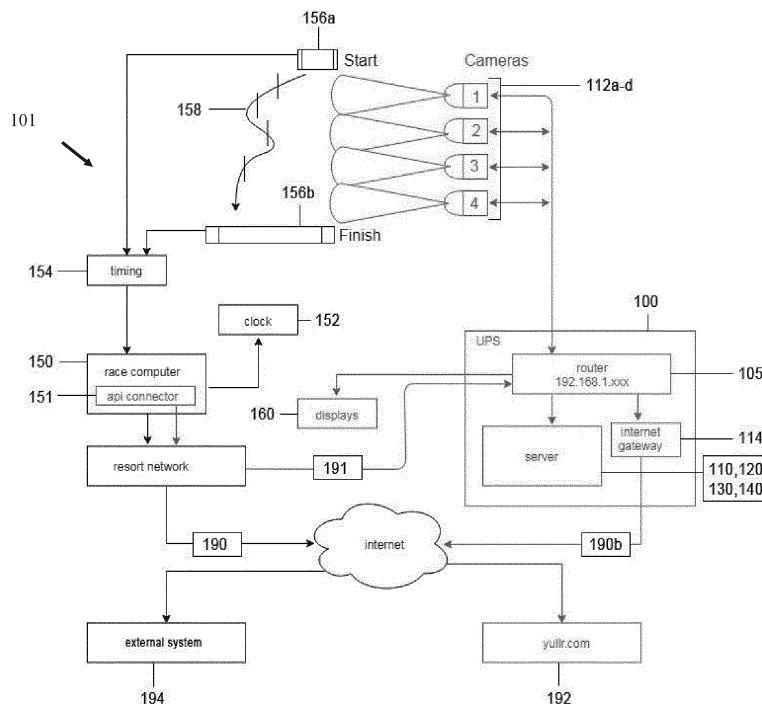 156a
Start
Cameras
112a-d
1
158
101
2
3
4
156b
Finish
154
timing
clock
152
100
UPS
150
race computer
router
192.168.1.xxx
105
151
api connector
160
displays
internet
gateway
114
resort network
191
server
110,120
130,140
190
internet
190b
external system
yullr.com
194
192